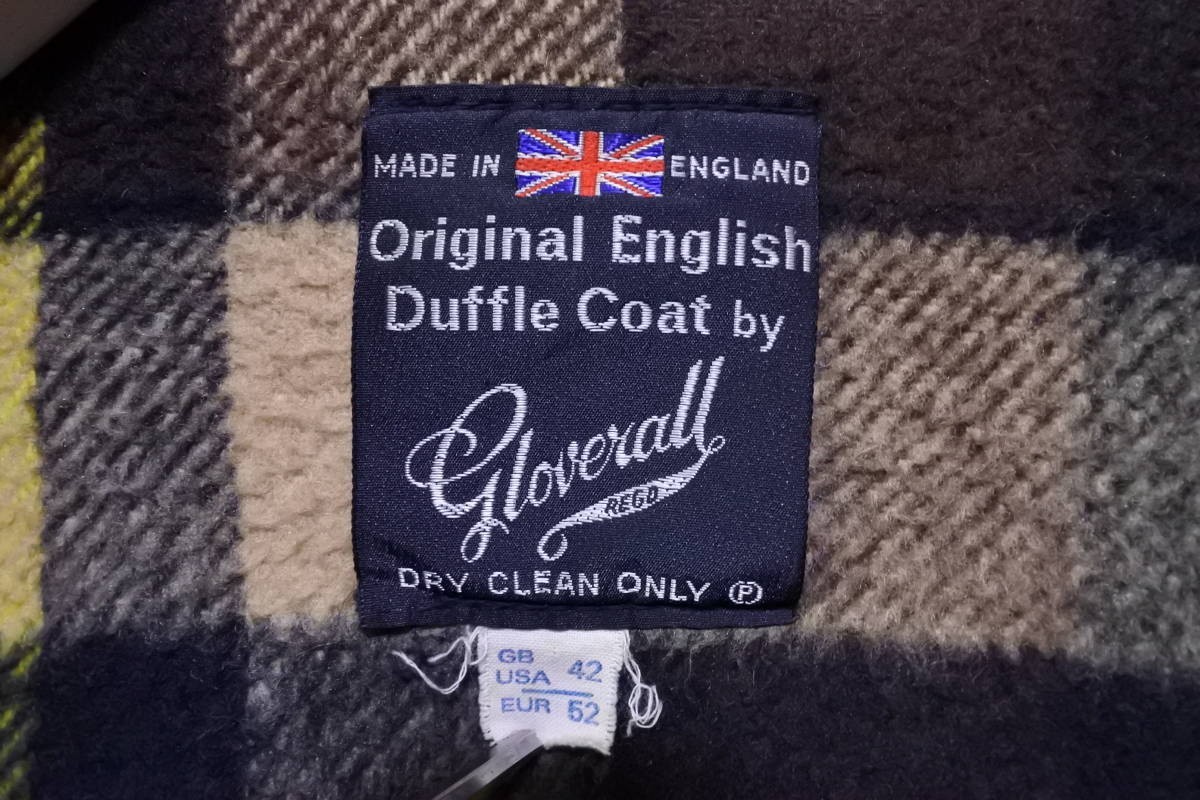 MADE IN ENGLAND
Original English
Duffle Coat by
Gloverall
REGD
DRY CLEAN ONLY Ⓟ
GB
USA 42
EUR 52